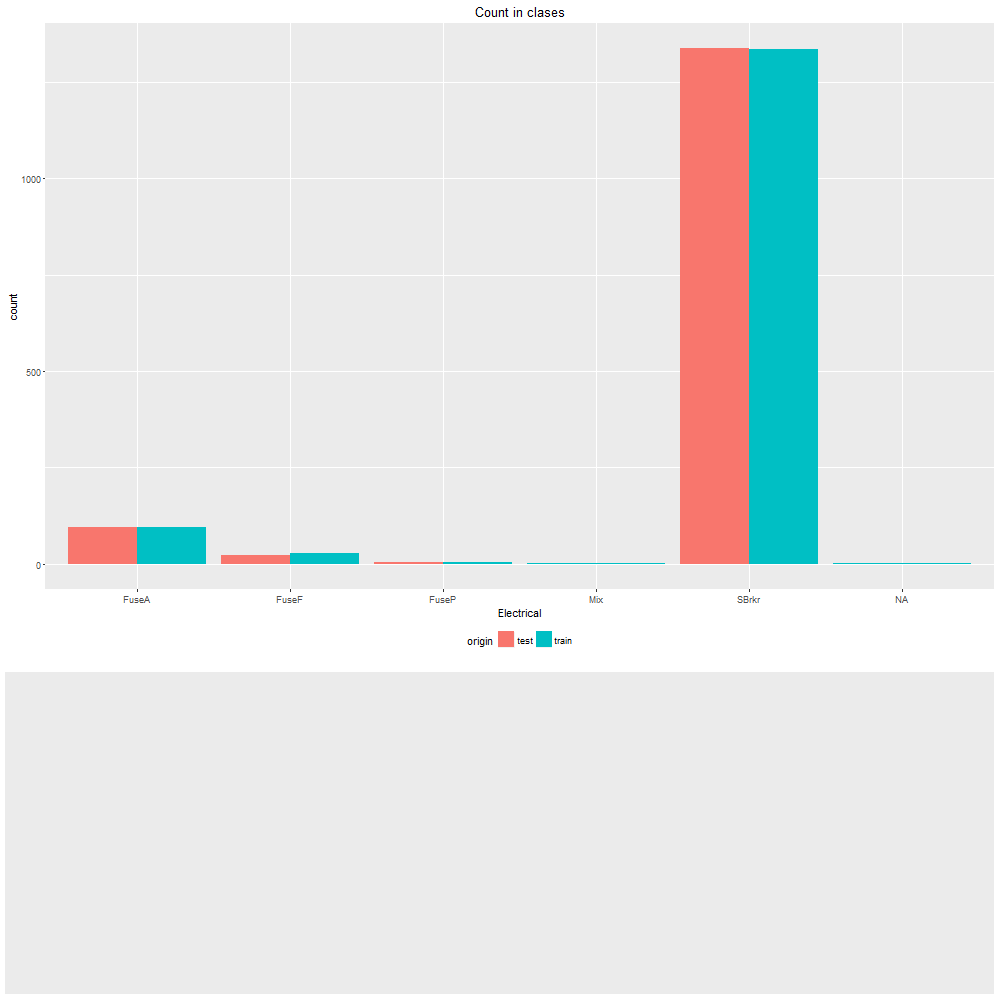 Count in clases
count
1000
500
0
FuseA FuseF FuseP Mix SBrkr NA
Electrical
origin test train